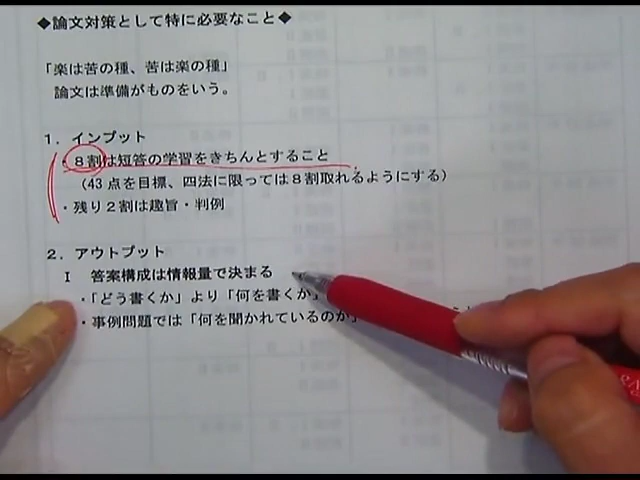 ◆論文対策として特に必要なこと◆
「楽は苦の種、苦は楽の種」
論文は準備がものをいう。
1．インプット
・８割は短答の学習をきちんとすること
（43 点を目標、四法に限っては８割取れるようにする）
・残り２割は趣旨・判例
2．アウトプット
Ⅰ 答案構成は情報量で決まる
・「どう書くか」より「何を書くか」
・事例問題では「何を聞かれているのか」